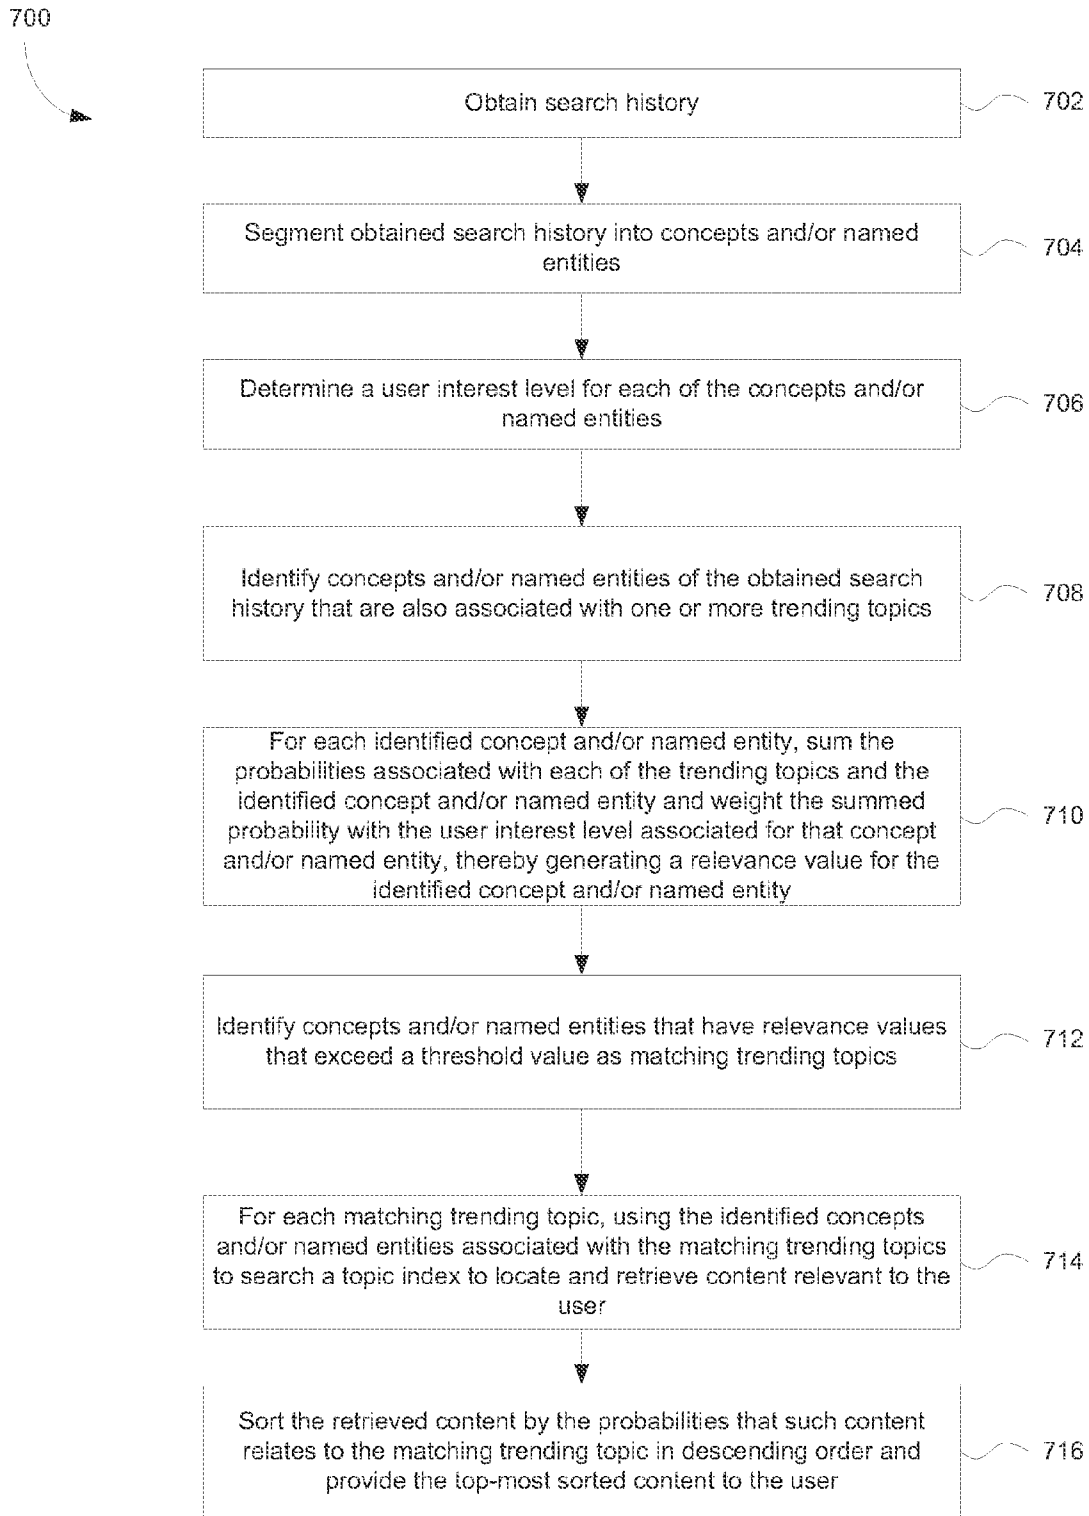 700
Obtain search history
702
Segment obtained search history into concepts and/or named
entities
704
Determine a user interest level for each of the concepts and/or
named entities
706
Identify concepts and/or named entities of the obtained search
history that are also associated with one or more trending topics
708
For each identified concept and/or named entity, sum the
probabilities associated with each of the trending topics and the
identified concept and/or named entity and weight the summed
probability with the user interest level associated for that concept
and/or named entity, thereby generating a relevance value for the
identified concept and/or named entity
710
Identify concepts and/or named entities that have relevance values
that exceed a threshold value as matching trending topics
712
For each matching trending topic, using the identified concepts
and/or named entities associated with the matching trending topics
to search a topic index to locate and retrieve content relevant to the
user
714
Sort the retrieved content by the probabilities that such content
relates to the matching trending topic in descending order and
provide the top-most sorted content to the user
716